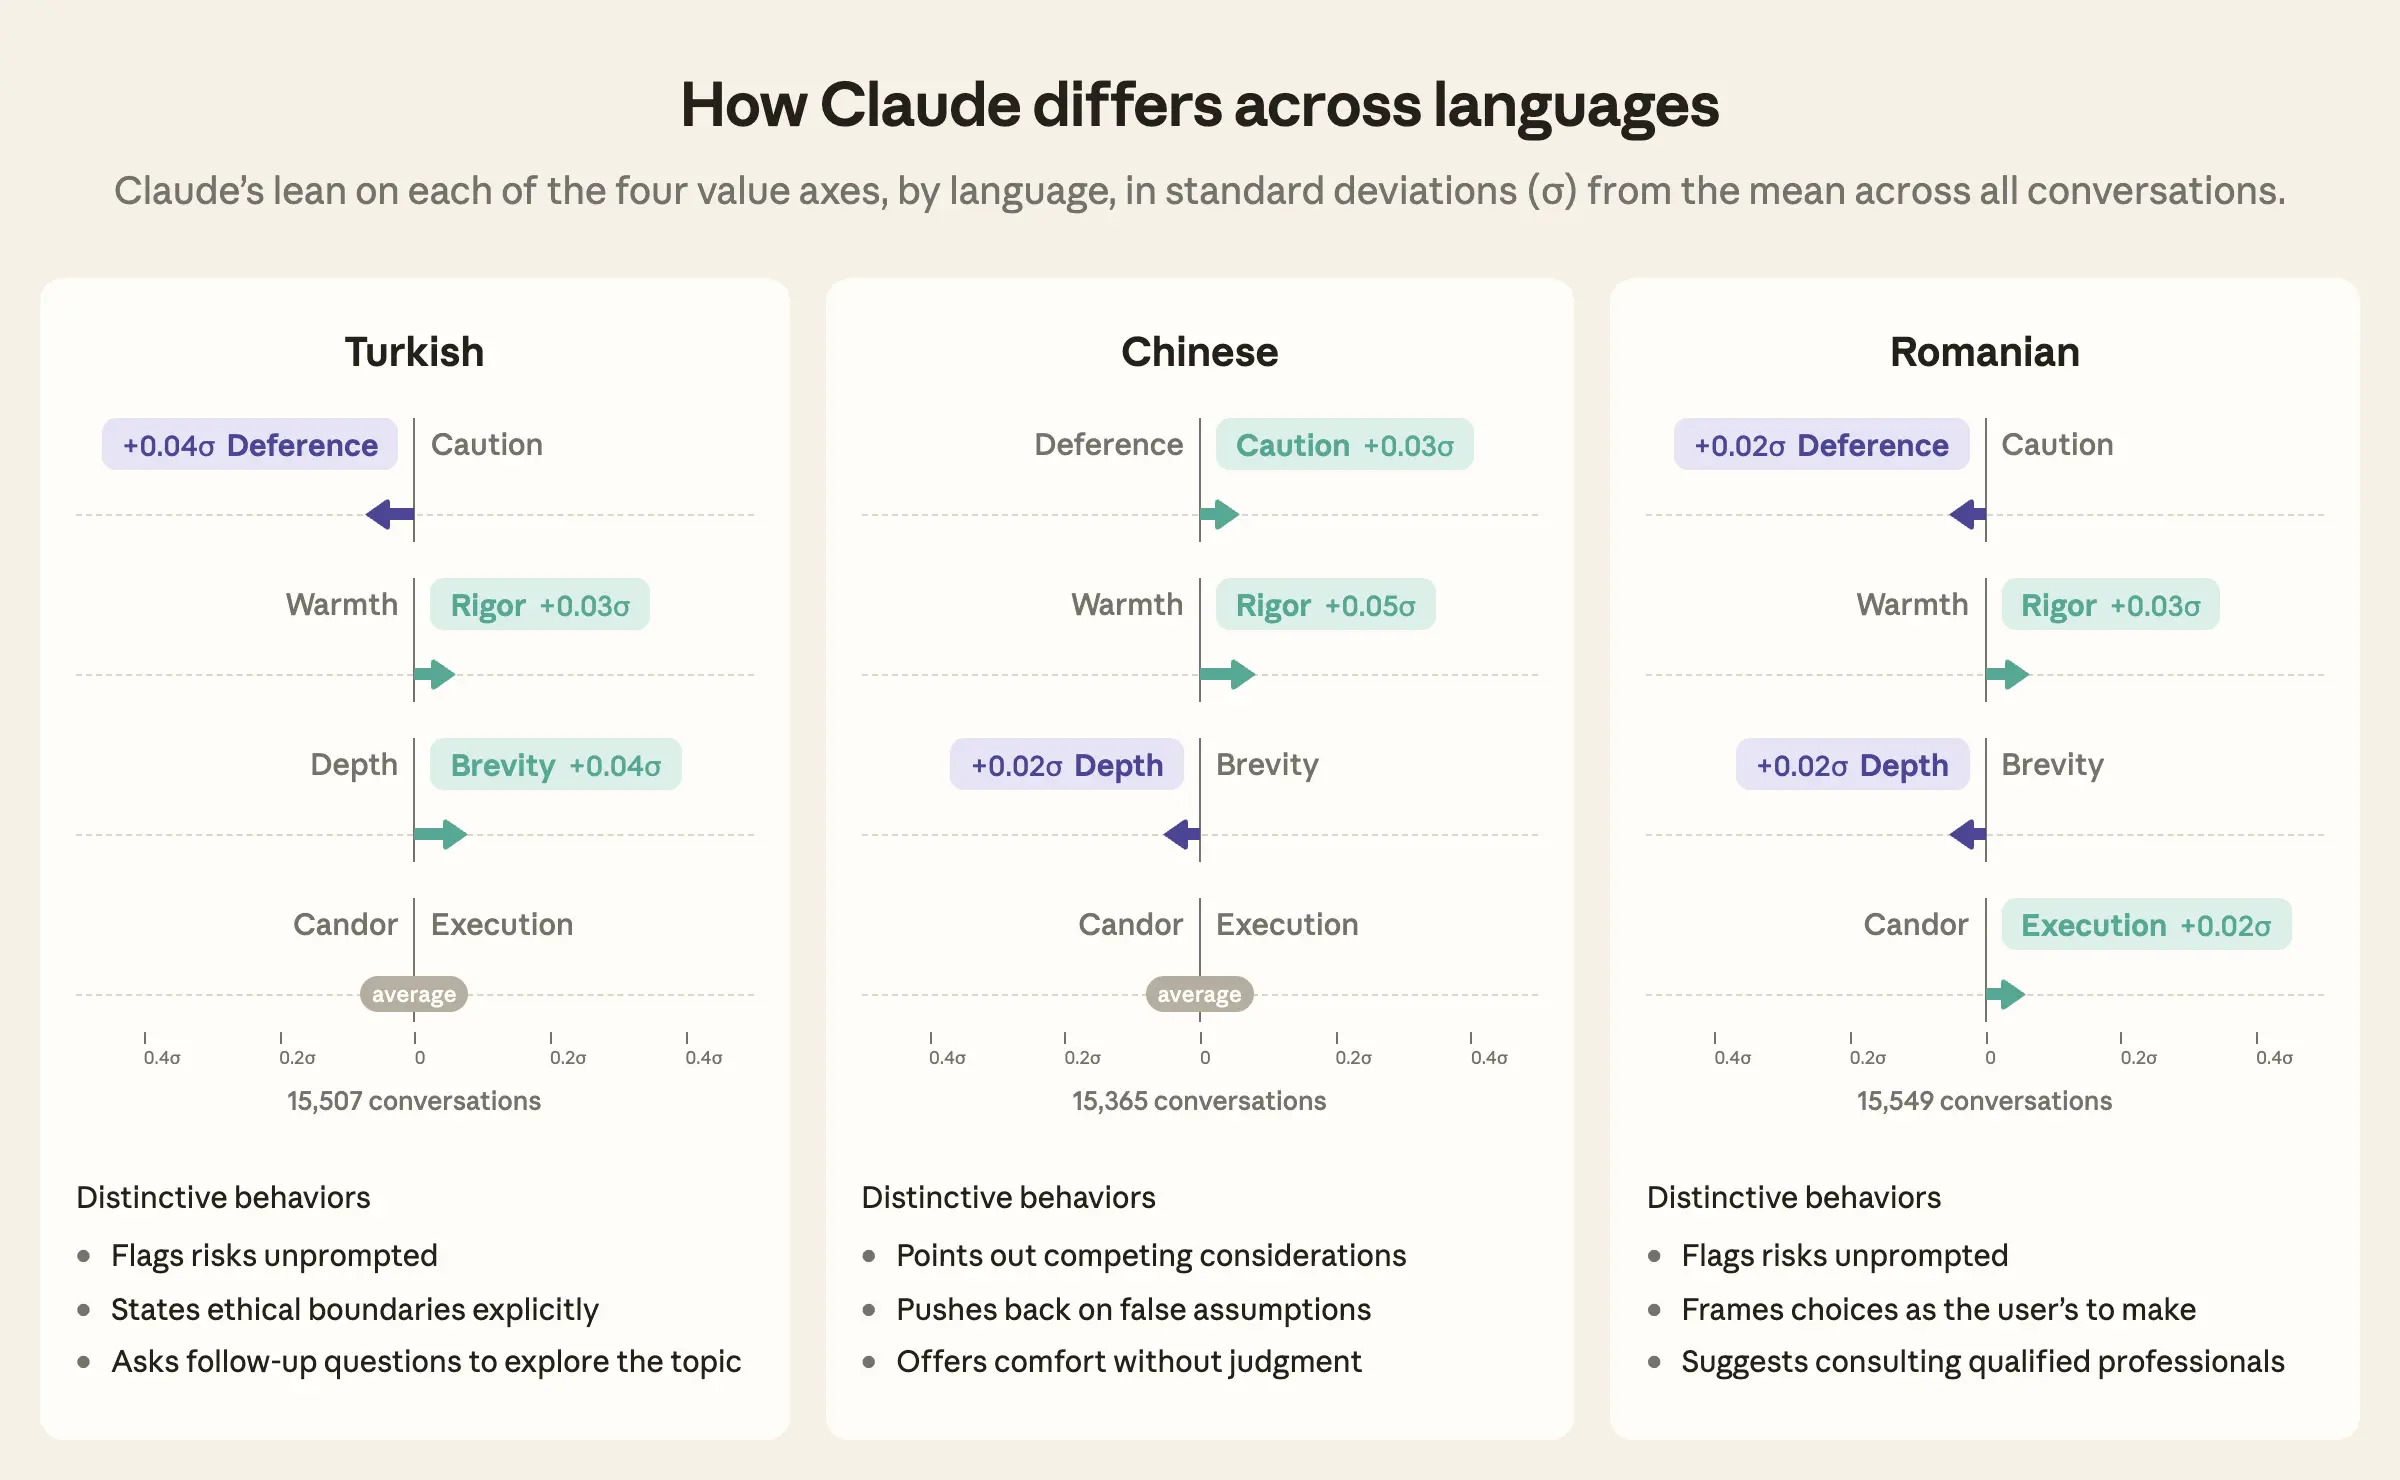 How Claude differs across languages
Claude’s lean on each of the four value axes, by language, in standard deviations (σ) from the mean across all conversations.
Turkish
+0.04σ Deference
Caution
Warmth
Rigor +0.03σ
Depth
Brevity +0.04σ
Candor
Execution
average
0.4σ 0.2σ 0 0.2σ 0.4σ
15,507 conversations
Distinctive behaviors
• Flags risks unprompted
• States ethical boundaries explicitly
• Asks follow-up questions to explore the topic
Chinese
Deference
Caution +0.03σ
Warmth
Rigor +0.05σ
+0.02σ Depth
Brevity
Candor
Execution
average
0.4σ 0.2σ 0 0.2σ 0.4σ
15,365 conversations
Distinctive behaviors
• Points out competing considerations
• Pushes back on false assumptions
• Offers comfort without judgment
Romanian
+0.02σ Deference
Caution
Warmth
Rigor +0.03σ
+0.02σ Depth
Brevity
Candor
Execution +0.02σ
0.4σ 0.2σ 0 0.2σ 0.4σ
15,549 conversations
Distinctive behaviors
• Flags risks unprompted
• Frames choices as the user’s to make
• Suggests consulting qualified professionals